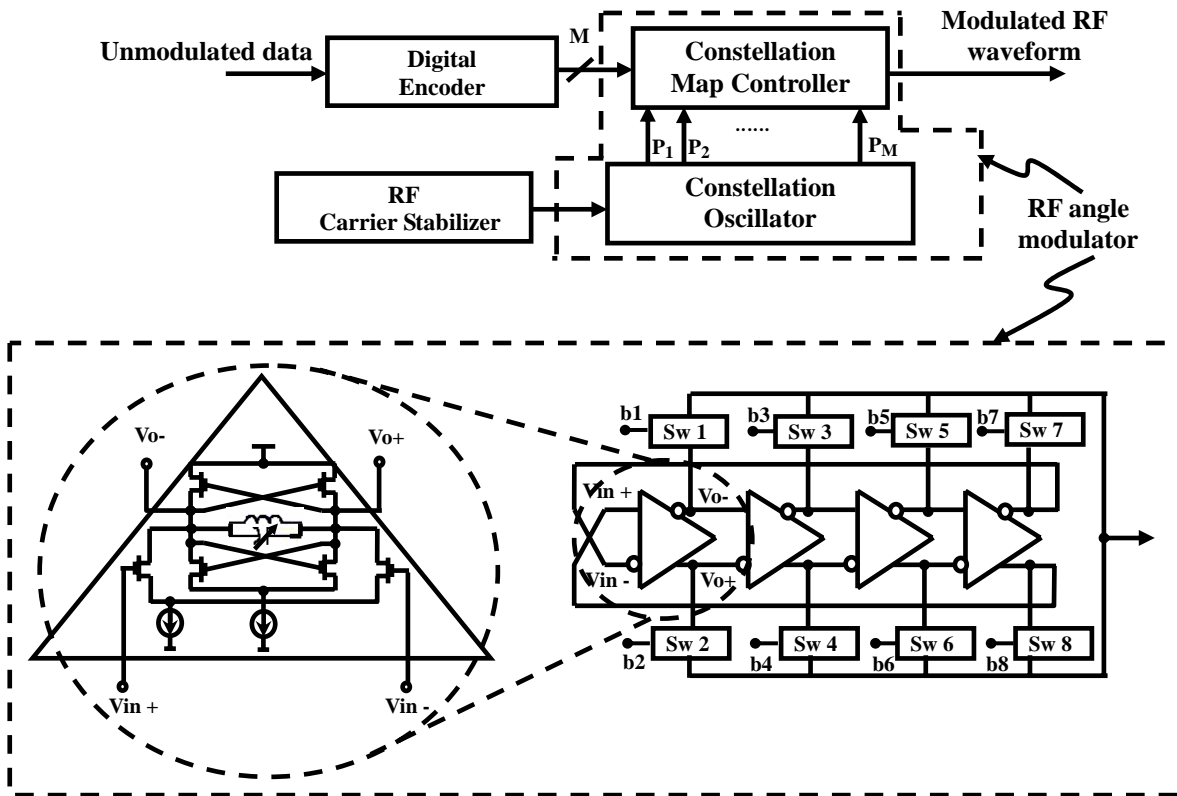 Unmodulated data
Digital
Encoder
M
Constellation
Map Controller
Modulated RF
waveform
P1
P2
......
PM
RF
Carrier Stabilizer
Constellation
Oscillator
RF angle
modulator
Vo-
Vo+
Vin +
Vin -
b1
Sw 1
b3
Sw 3
b5
Sw 5
b7
Sw 7
Vin +
Vo-
Vin -
Vo+
Sw 2
b2
Sw 4
b4
Sw 6
b6
Sw 8
b8